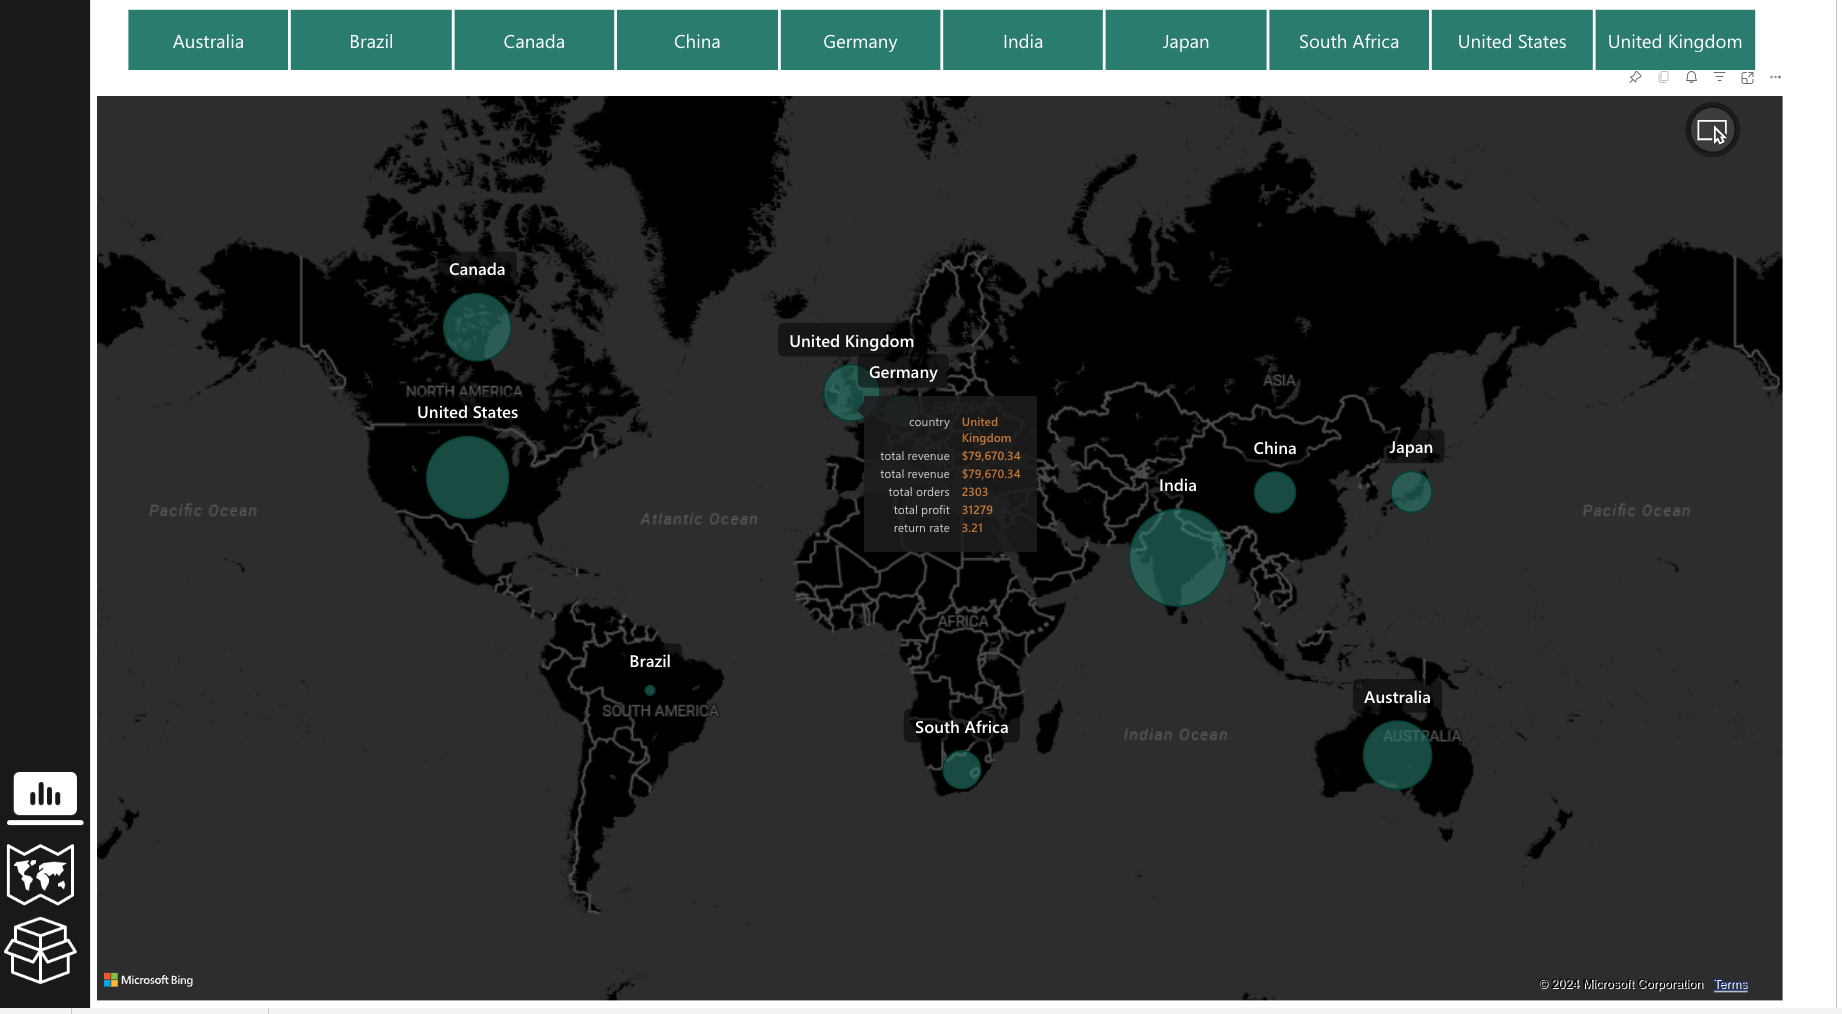 Australia
Brazil
Canada
China
Germany
India
Japan
South Africa
United States
United Kingdom
Canada
United Kingdom
Germany
NORTH AMERICA
ASIA
United States
EUROPE
country United
Kingdom
total revenue $79,670.34
total revenue $79,670.34
total orders 2303
total profit 31279
return rate 3.21
China
Japan
India
Pacific Ocean
Atlantic Ocean
Pacific Ocean
AFRICA
Brazil
SOUTH AMERICA
South Africa
Indian Ocean
Australia
AUSTRALIA
Microsoft Bing
© 2024 Microsoft Corporation Terms